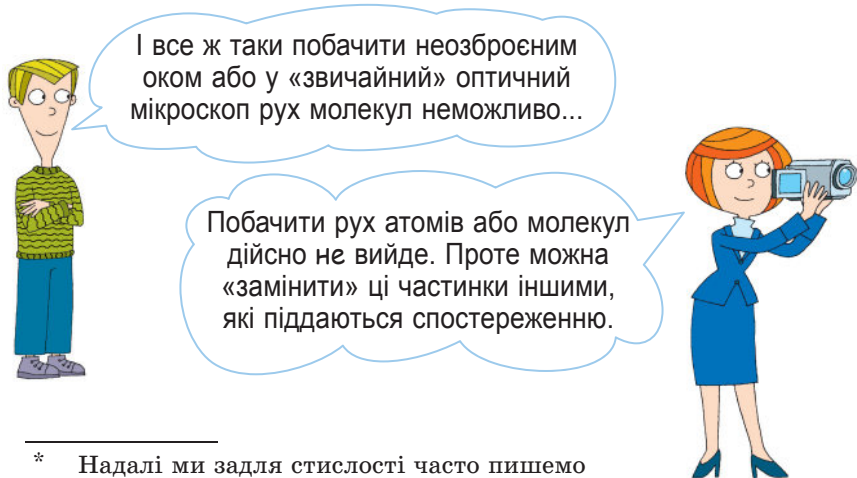 І все ж таки побачити неозброєним
оком або у «звичайний» оптичний
мікроскоп рух молекул неможливо...
Побачити рух атомів або молекул
дійсно не вийде. Проте можна
«замінити» ці частинки іншими,
які піддаються спостереженню.
* Надалі ми задля стислості часто пишемо